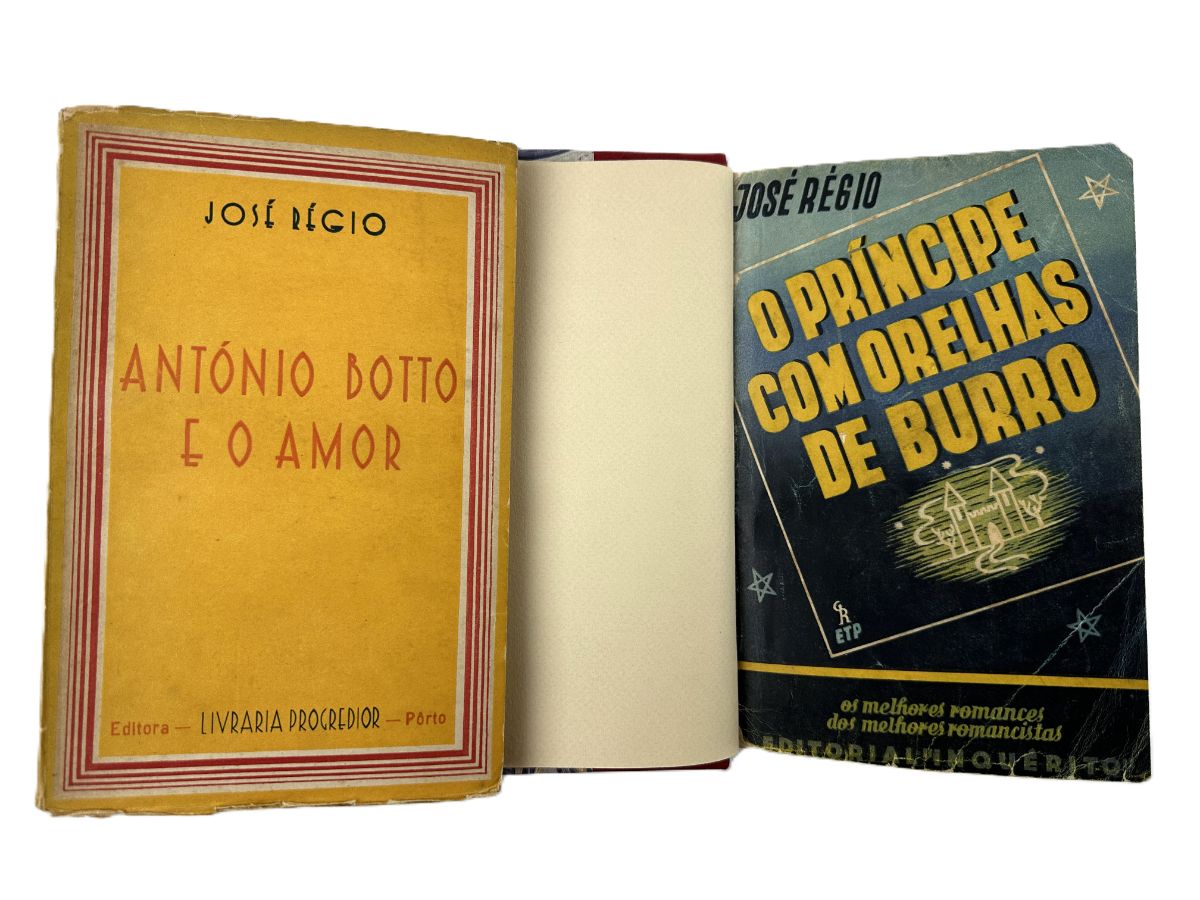 JOSÉ RÉGIO
ANTÓNIO BOTTO
E O AMOR
Editora — LIVRARIA PROGREDIOR — Pôrto
JOSÉ RÉGIO
O PRÍNCIPE
COM ORELHAS
DE BURRO
ETP
os melhores romances
dos melhores romancistas
EDITORIAL "INQUÉRITO"